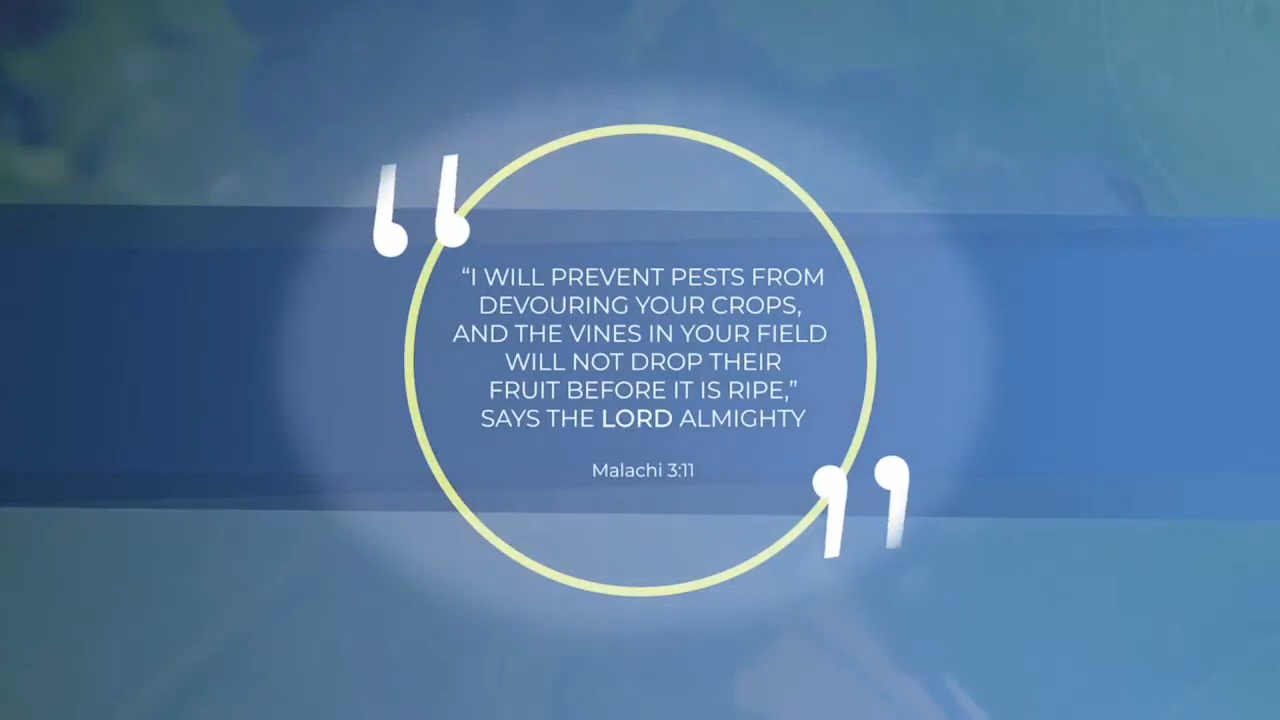 “I WILL PREVENT PESTS FROM
DEVOURING YOUR CROPS,
AND THE VINES IN YOUR FIELD
WILL NOT DROP THEIR
FRUIT BEFORE IT IS RIPE,”
SAYS THE LORD ALMIGHTY
Malachi 3:11